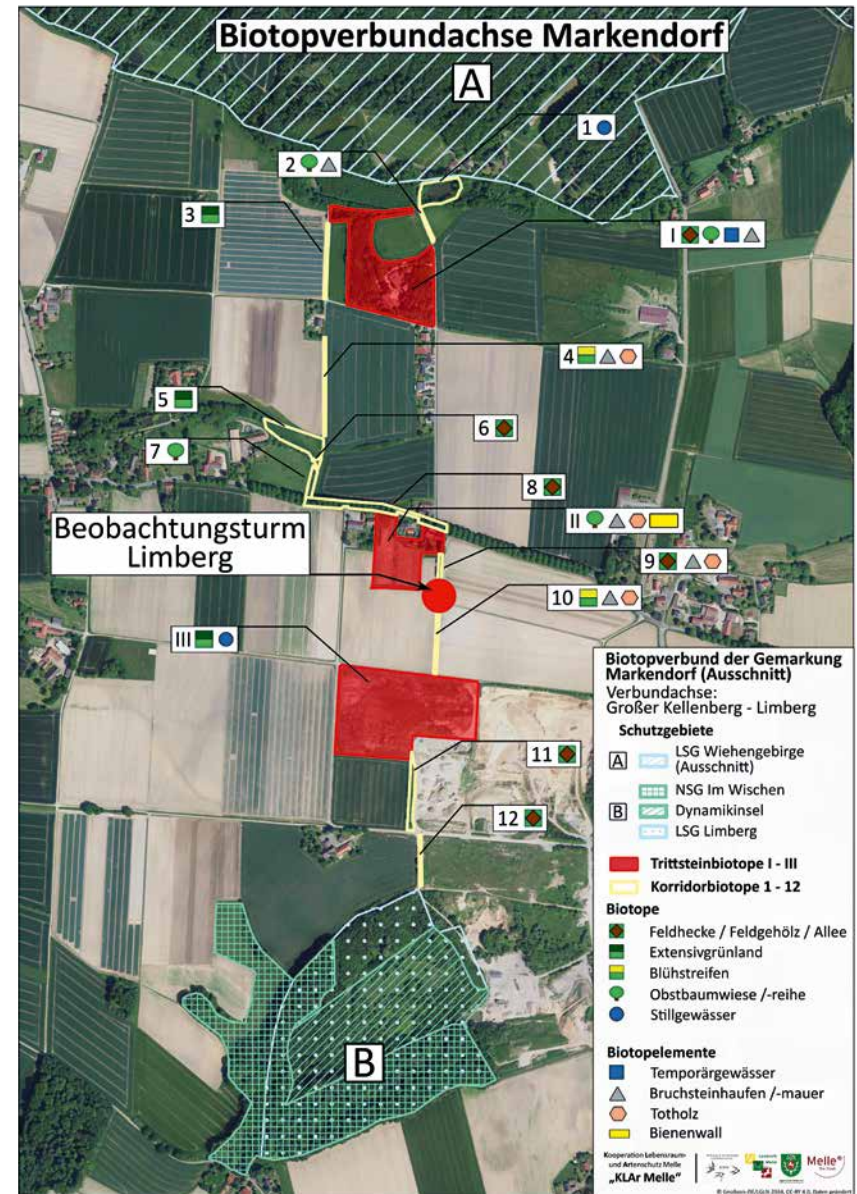 Biotopverbundachse Markendorf
A
1
2
3
I
4
5
6
7
8
II
Beobachtungsturm
Limberg
9
10
III
11
12
B
Biotopverbund der Gemarkung
Markendorf (Ausschnitt)
Verbundachse:
Großer Kellenberg - Limberg
Schutzgebiete
A LSG Wiehengebirge
(Ausschnitt)
NSG Im Wischen
B Dynamikinsel
LSG Limberg
Trittsteinbiotope I - III
Korridorbiotope 1 - 12
Biotope
Feldhecke / Feldgehölz / Allee
Extensivgrünland
Blühstreifen
Obstbaumwiese /-reihe
Stillgewässer
Biotopelemente
Temporärgewässer
Bruchsteinhaufen /-mauer
Totholz
Bienenwall
Kooperation Lebensraum-
und Artenschutz Melle
„KLAr Melle"
Melle